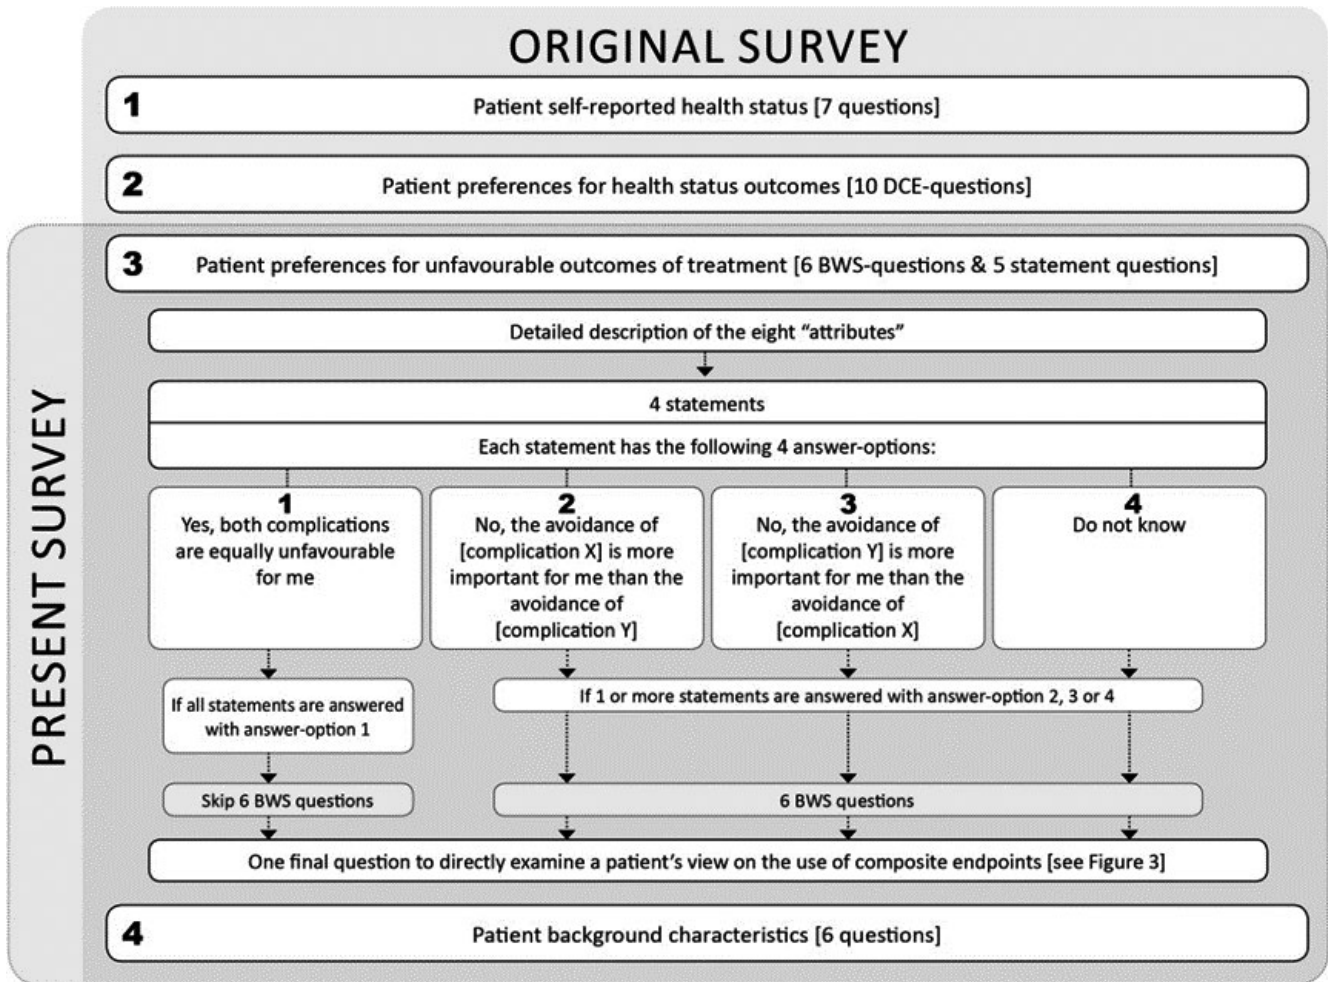 ORIGINAL SURVEY
1 Patient self-reported health status [7 questions]
2 Patient preferences for health status outcomes [10 DCE-questions]
PRESENT SURVEY
3 Patient preferences for unfavourable outcomes of treatment [6 BWS-questions & 5 statement questions]
Detailed description of the eight “attributes”
4 statements
Each statement has the following 4 answer-options:
1
Yes, both complications
are equally unfavourable
for me
2
No, the avoidance of
[complication X] is more
important for me than the
avoidance of
[complication Y]
3
No, the avoidance of
[complication Y] is more
important for me than the
avoidance of
[complication X]
4
Do not know
If all statements are answered
with answer-option 1
If 1 or more statements are answered with answer-option 2, 3 or 4
Skip 6 BWS questions
6 BWS questions
One final question to directly examine a patient’s view on the use of composite endpoints [see Figure 3]
4 Patient background characteristics [6 questions]